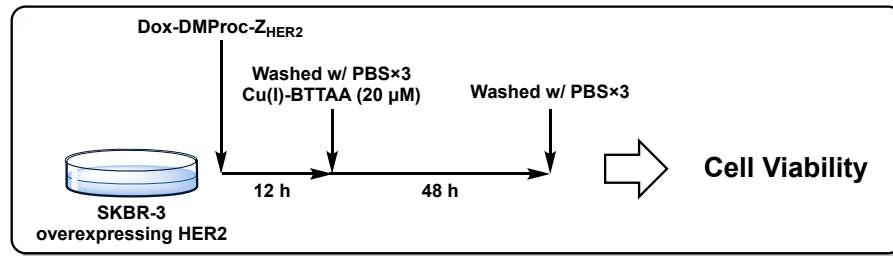 Dox-DMProc-ZHER2
Washed w/ PBS×3
Cu(I)-BTTAA (20 μM)
Washed w/ PBS×3
12 h
48 h
SKBR-3
overexpressing HER2
Cell Viability